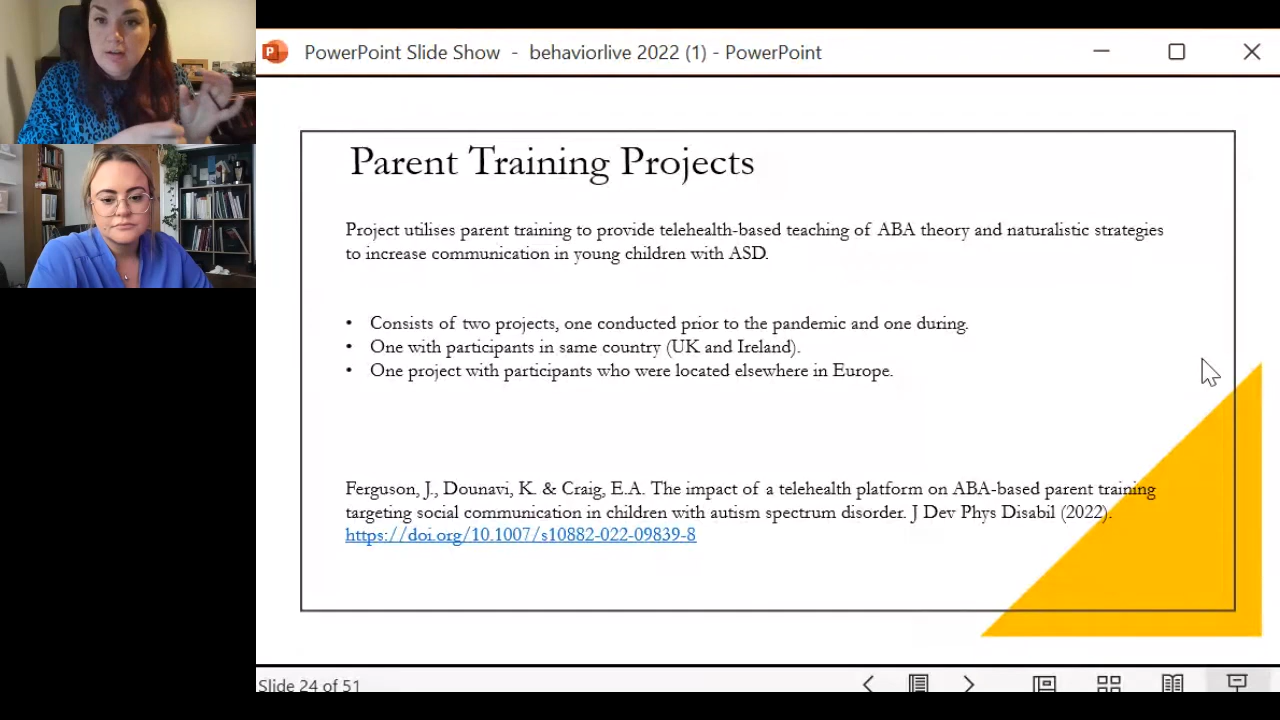 PowerPoint Slide Show - behaviorlive 2022 (1) - PowerPoint
Parent Training Projects
Project utilises parent training to provide telehealth-based teaching of ABA theory and naturalistic strategies
to increase communication in young children with ASD.
• Consists of two projects, one conducted prior to the pandemic and one during.
• One with participants in same country (UK and Ireland).
• One project with participants who were located elsewhere in Europe.
Ferguson, J., Dounavi, K. & Craig, E.A. The impact of a telehealth platform on ABA-based parent training
targeting social communication in children with autism spectrum disorder. J Dev Phys Disabil (2022).
https://doi.org/10.1007/s10882-022-09839-8
Slide 24 of 51